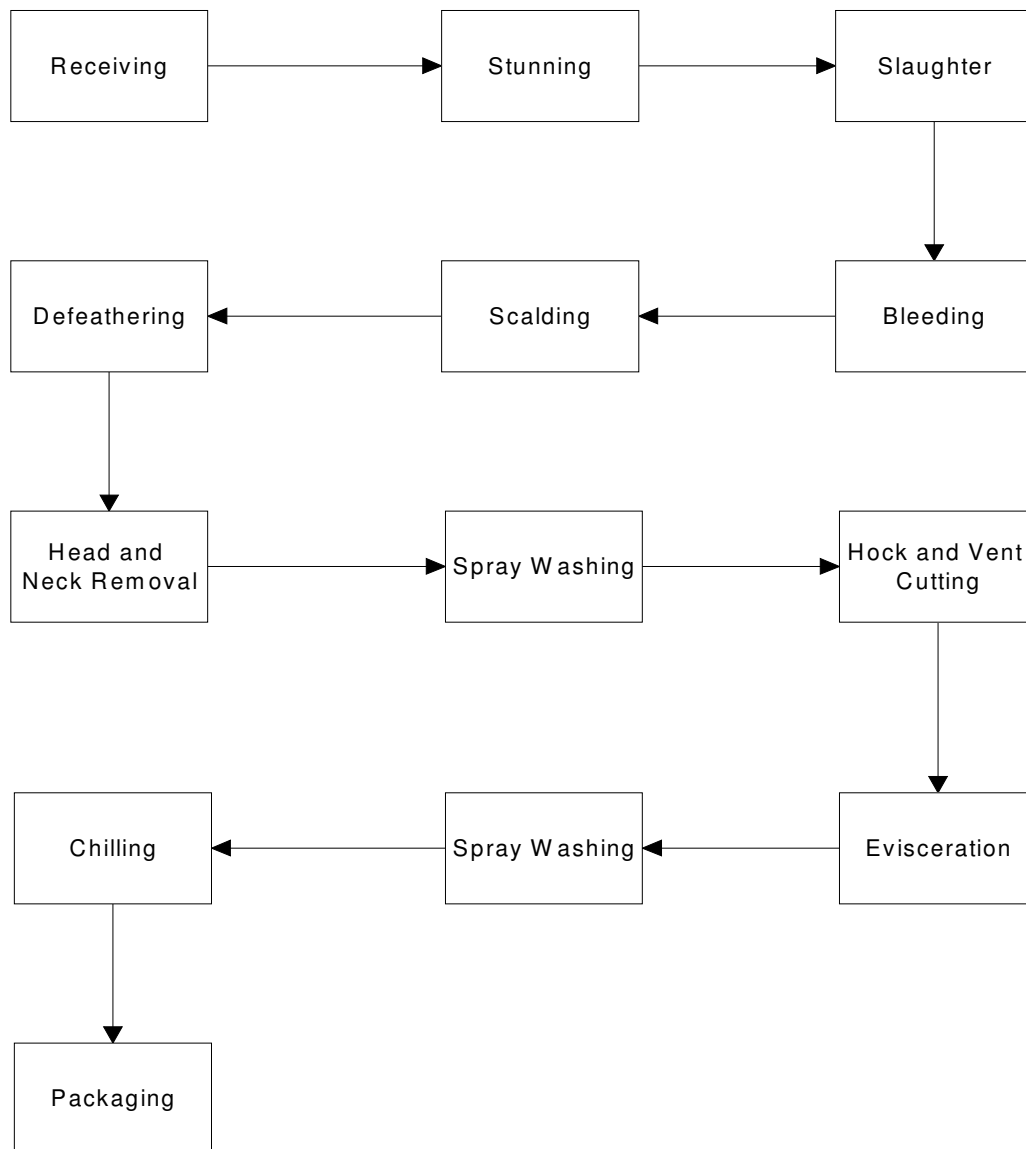 Receiving
Stunning
Slaughter
Defeathering
Scalding
Bleeding
Head and
Neck Removal
Spray Washing
Hock and Vent
Cutting
Chilling
Spray Washing
Evisceration
Packaging